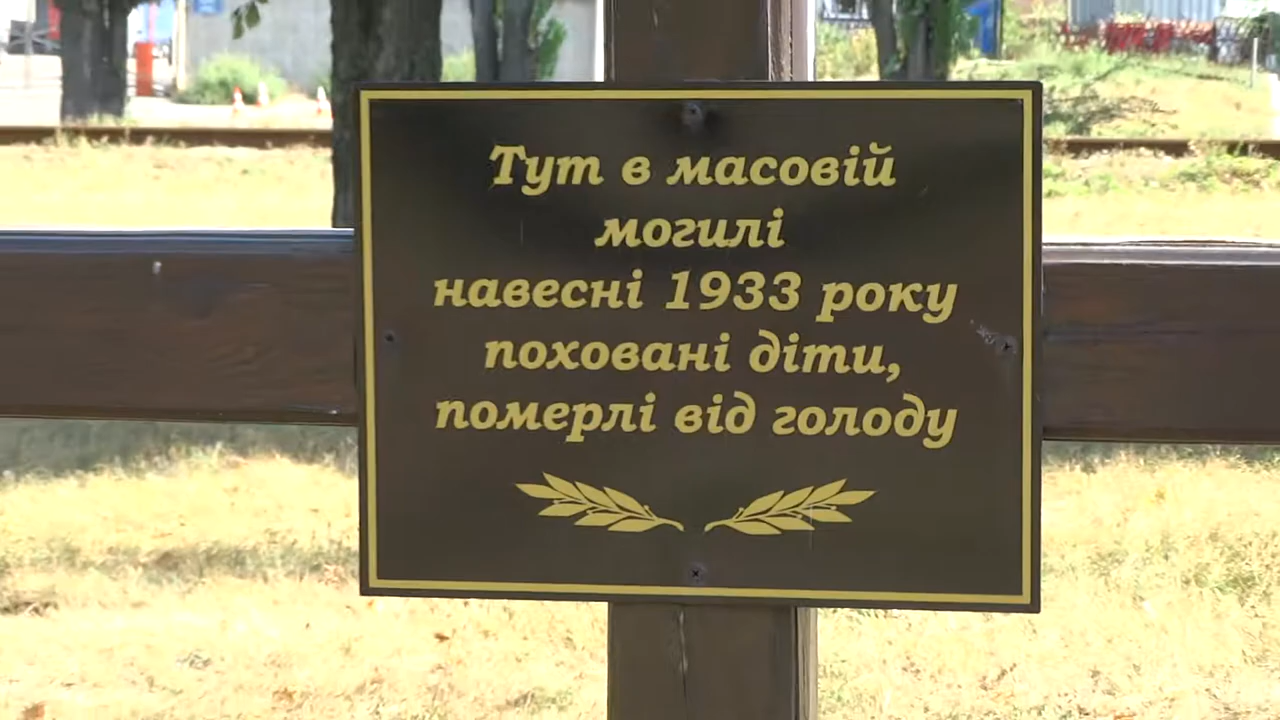 Тут в масовій
могилі
навесні 1933 року
поховані діти,
померлі від голоду